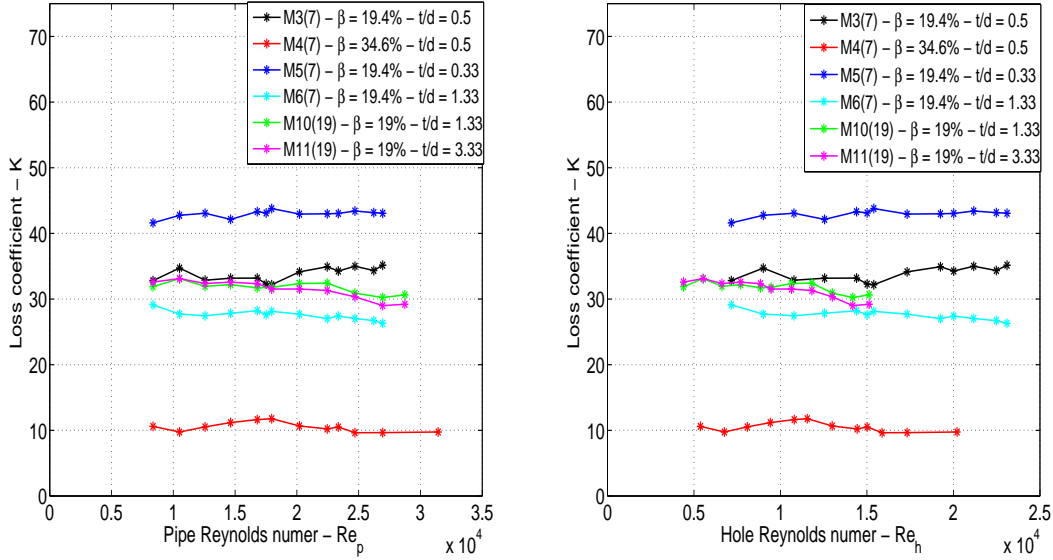 M3(7) − β = 19.4% − t/d = 0.5
M4(7) − β = 34.6% − t/d = 0.5
M5(7) − β = 19.4% − t/d = 0.33
M6(7) − β = 19.4% − t/d = 1.33
M10(19) − β = 19% − t/d = 1.33
M11(19) − β = 19% − t/d = 3.33
Loss coefficient − K
70
60
50
40
30
20
10
0
0 0.5 1 1.5 2 2.5 3 3.5
x 10^4
Pipe Reynolds numer − Re_p
M3(7) − β = 19.4% − t/d = 0.5
M4(7) − β = 34.6% − t/d = 0.5
M5(7) − β = 19.4% − t/d = 0.33
M6(7) − β = 19.4% − t/d = 1.33
M10(19) − β = 19% − t/d = 1.33
M11(19) − β = 19% − t/d = 3.33
Loss coefficient − K
70
60
50
40
30
20
10
0
0 0.5 1 1.5 2 2.5
x 10^4
Hole Reynolds numer − Re_h